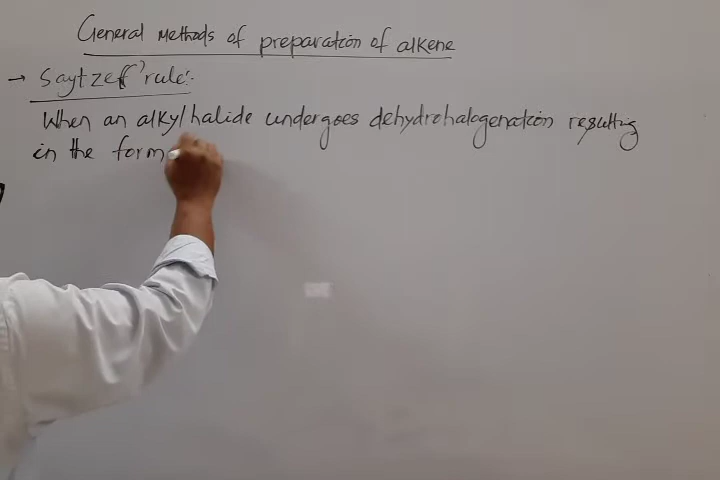 General Methods of preparation of alkene
→ Saytzeff rule:-
When an alkyl halide undergoes dehydrohalogenation resulting
in the form